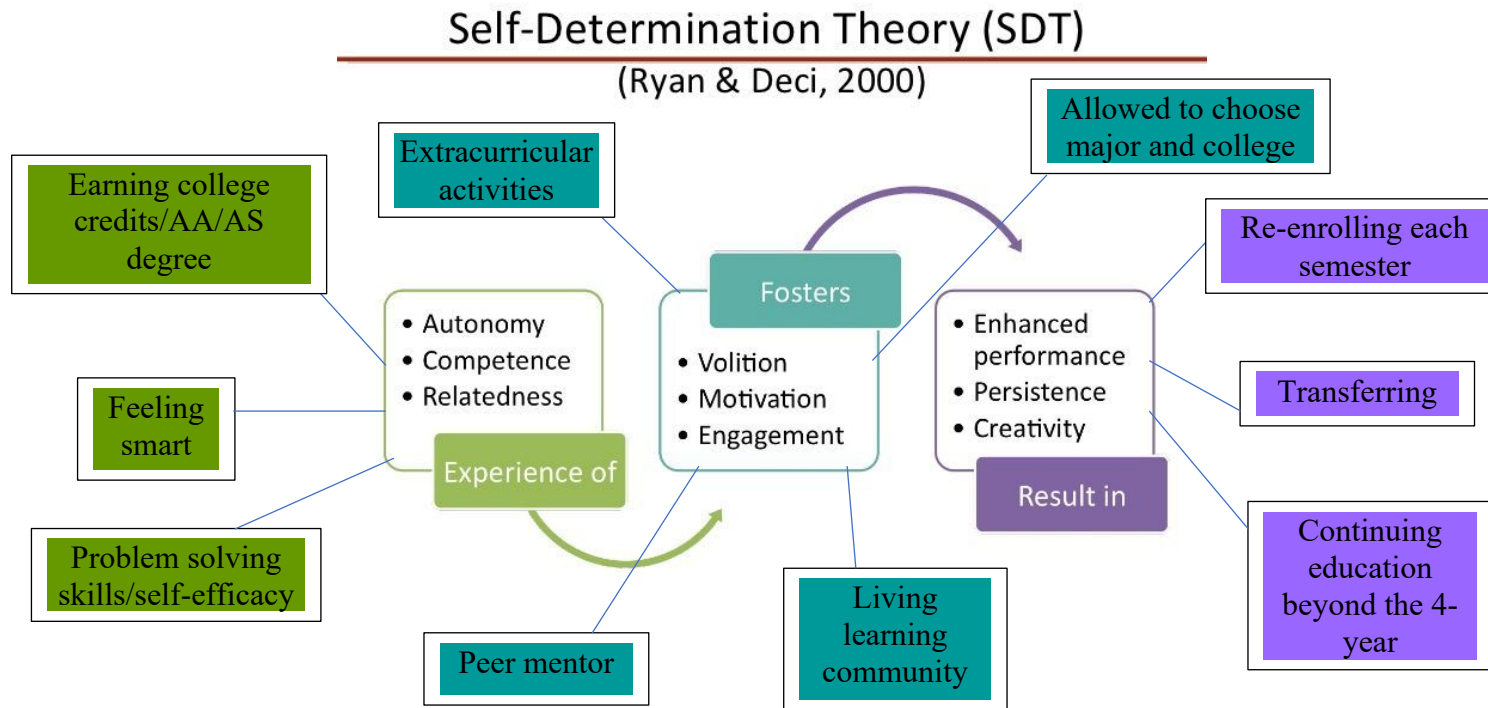 Self-Determination Theory (SDT)
(Ryan & Deci, 2000)
Earning college
credits/AA/AS
degree
Feeling
smart
Problem solving
skills/self-efficacy
• Autonomy
• Competence
• Relatedness
Experience of
Extracurricular
activities
Fosters
• Volition
• Motivation
• Engagement
Peer mentor
Living
learning
community
Allowed to choose
major and college
• Enhanced
performance
• Persistence
• Creativity
Result in
Re-enrolling each
semester
Transferring
Continuing
education
beyond the 4-
year